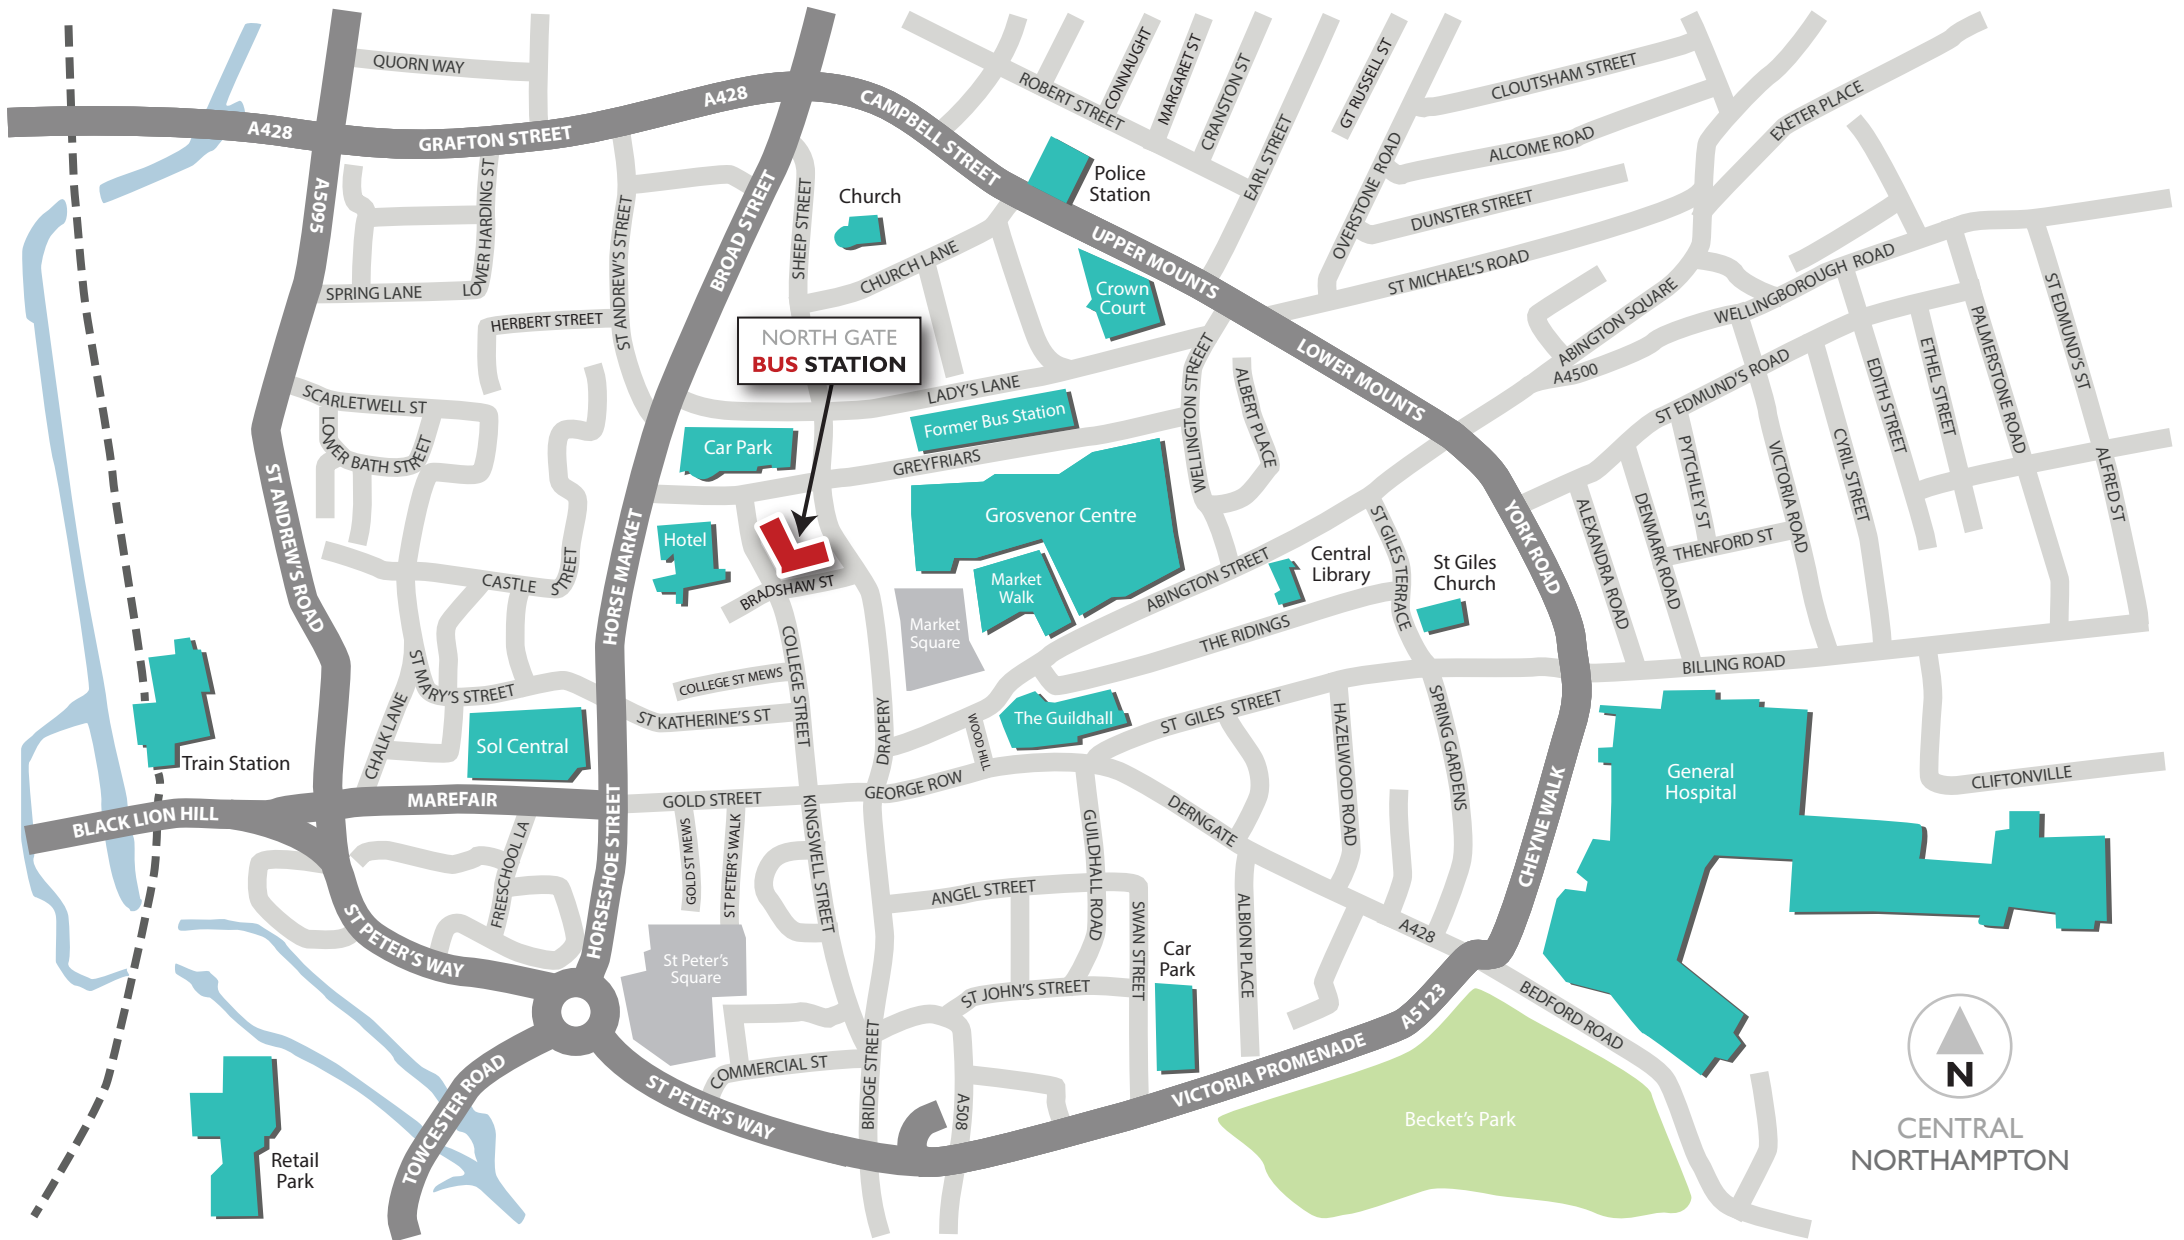 QUORN WAY
A428
GRAFTON STREET
A428
CAMPBELL STREET
ROBERT STREET
CONNAUGHT
MARGARET ST
CRANSTON ST
EARL STREET
GT RUSSELL ST
OVERSTONE ROAD
CLOUTSHAM STREET
ALCOME ROAD
DUNSTER STREET
EXETER PLACE
ST MICHAEL'S ROAD
A5095
LOWER HARDING ST
SPRING LANE
HERBERT STREET
ST ANDREW'S STREET
BROAD STREET
SHEEP STREET
Church
CHURCH LANE
Police
Station
UPPER MOUNTS
Crown
Court
NORTH GATE
BUS STATION
LADY'S LANE
Former Bus Station
GREYFRIARS
Car Park
WELLINGTON STREEET
ALBERT PLACE
LOWER MOUNTS
ABINGTON SQUARE
A4500
WELLINGBOROUGH ROAD
ST EDMUND'S ROAD
ST EDMUND'S ST
PALMERSTONE ROAD
ETHEL STREET
EDITH STREET
CYRIL STREET
VICTORIA ROAD
PYTCHLEY ST
THENFORD ST
DENMARK ROAD
ALEXANDRA ROAD
ALFRED ST
SCARLETWELL ST
LOWER BATH STREET
ST ANDREW'S ROAD
CASTLE STREET
HORSE MARKET
Hotel
BRADSHAW ST
Grosvenor Centre
Market
Walk
Market
Square
ABINGTON STREET
Central
Library
ST GILES TERRACE
St Giles
Church
YORK ROAD
THE RIDINGS
BILLING ROAD
COLLEGE ST MEWS
COLLEGE STREET
ST KATHERINE'S ST
DRAPERY
WOOD HILL
The Guildhall
ST GILES STREET
HAZELWOOD ROAD
SPRING GARDENS
ST MARY'S STREET
CHALK LANE
Sol Central
Train Station
BLACK LION HILL
MAREFAIR
GOLD STREET
GEORGE ROW
DERNGATE
CHEYNE WALK
General
Hospital
CLIFTONVILLE
FREESCHOOL LA
HORSESHOE STREET
GOLD ST MEWS
ST PETER'S WALK
KINGSWELL STREET
ANGEL STREET
GUILDHALL ROAD
SWAN STREET
ALBION PLACE
A428
ST PETER'S WAY
St Peter's
Square
ST JOHN'S STREET
Car
Park
A5123
BEDFORD ROAD
COMMERCIAL ST
BRIDGE STREET
A508
VICTORIA PROMENADE
TOWCESTER ROAD
ST PETER'S WAY
Becket's Park
Retail
Park
N
CENTRAL
NORTHAMPTON